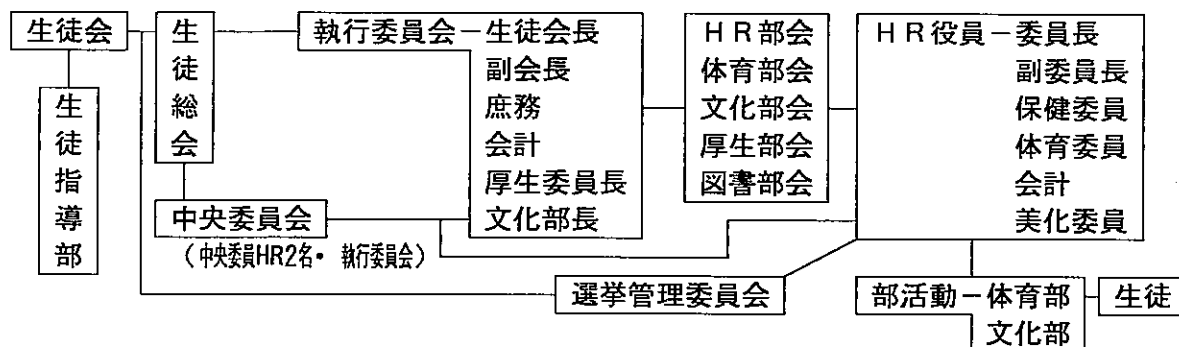 生徒会
生徒指導部
生徒総会
中央委員会
（中央委員HR2名・ 執行委員会）
執行委員会－生徒会長
副会長
庶務
会計
厚生委員長
文化部長
ＨＲ部会
体育部会
文化部会
厚生部会
図書部会
ＨＲ役員－委員長
副委員長
保健委員
体育委員
会計
美化委員
選挙管理委員会
部活動－体育部
文化部
生徒